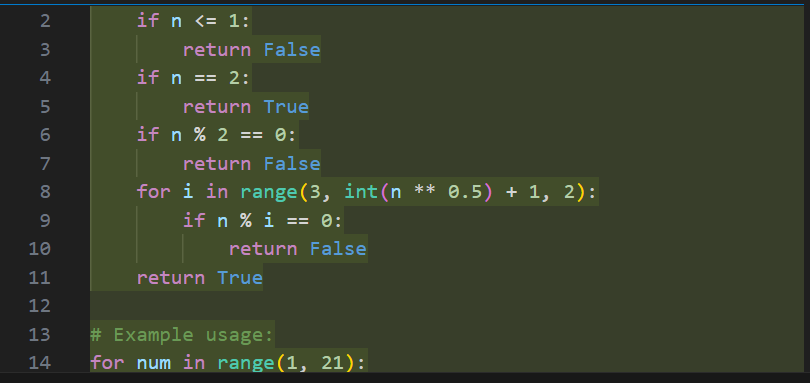 2 if n <= 1:
3 return False
4 if n == 2:
5 return True
6 if n % 2 == 0:
7 return False
8 for i in range(3, int(n ** 0.5) + 1, 2):
9 if n % i == 0:
10 return False
11 return True
12
13 # Example usage:
14 for num in range(1, 21):